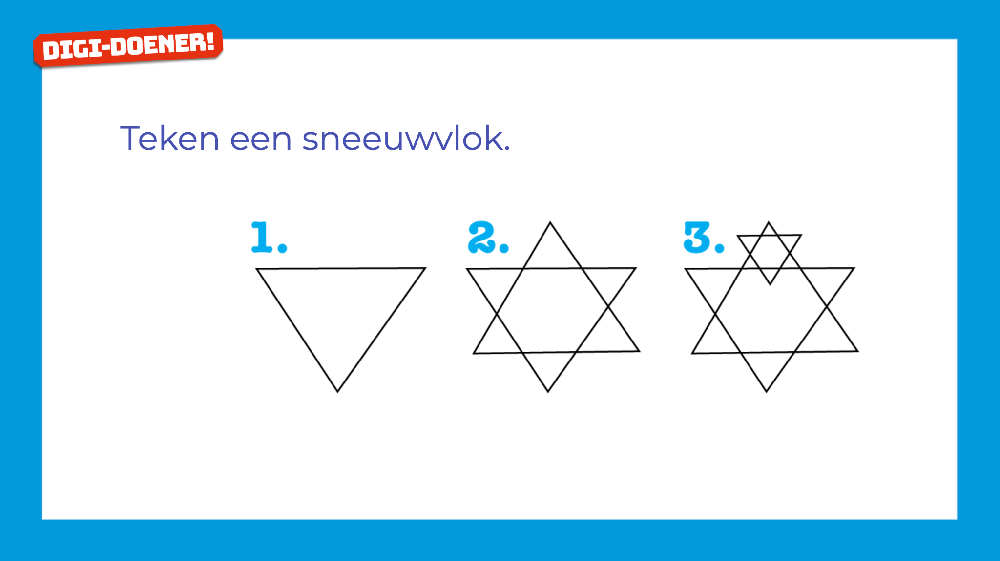 DIGI-DOENER!
Teken een sneeuwvlok.
1. 2. 3.